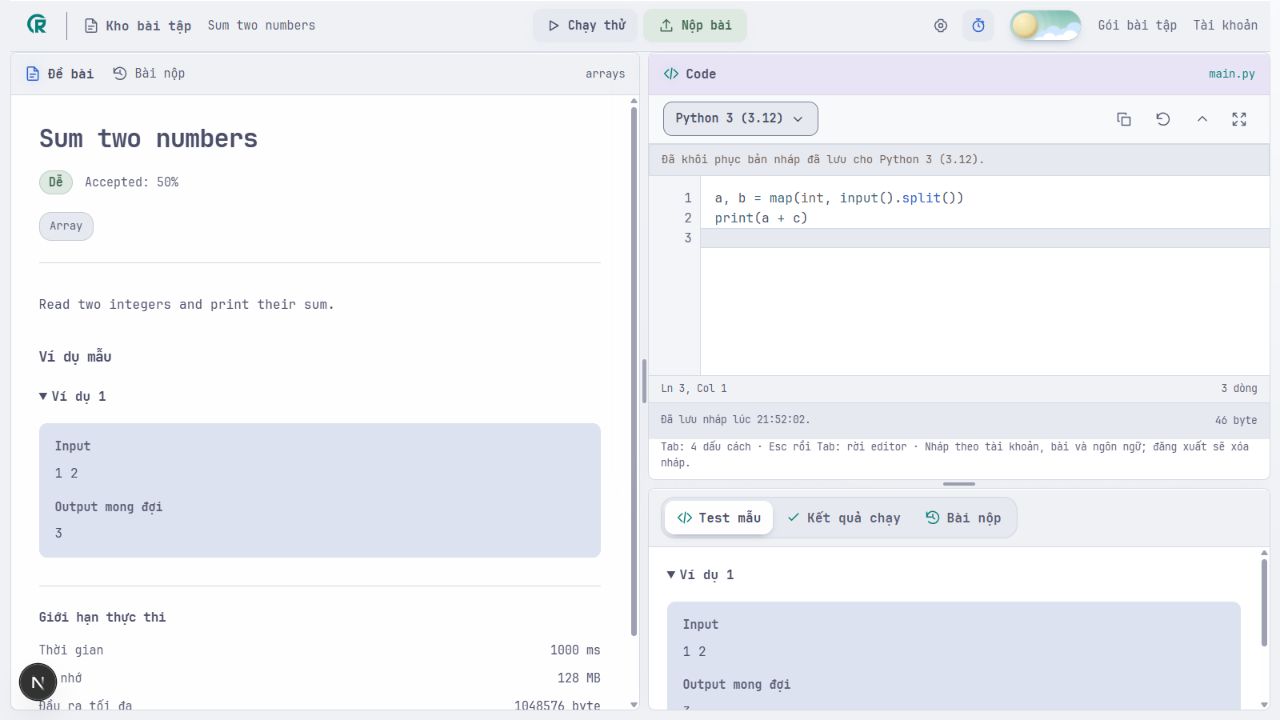 Kho bài tập
Sum two numbers
Chạy thử
Nộp bài
Gói bài tập
Tài khoản
Đề bài
Bài nộp
arrays
Sum two numbers
Dễ
Accepted: 50%
Array
Read two integers and print their sum.
Ví dụ mẫu
Ví dụ 1
Input
1 2
Output mong đợi
3
Giới hạn thực thi
Thời gian 1000 ms
nhớ 128 MB
Đầu ra tối đa 1048576 byte
N
Code
main.py
Python 3 (3.12)
Đã khôi phục bản nháp đã lưu cho Python 3 (3.12).
1 a, b = map(int, input().split())
2 print(a + c)
3
Ln 3, Col 1
3 dòng
Đã lưu nháp lúc 21:52:02.
46 byte
Tab: 4 dấu cách · Esc rồi Tab: rời editor · Nháp theo tài khoản, bài và ngôn ngữ; đăng xuất sẽ xóa
nháp.
Test mẫu
Kết quả chạy
Bài nộp
Ví dụ 1
Input
1 2
Output mong đợi